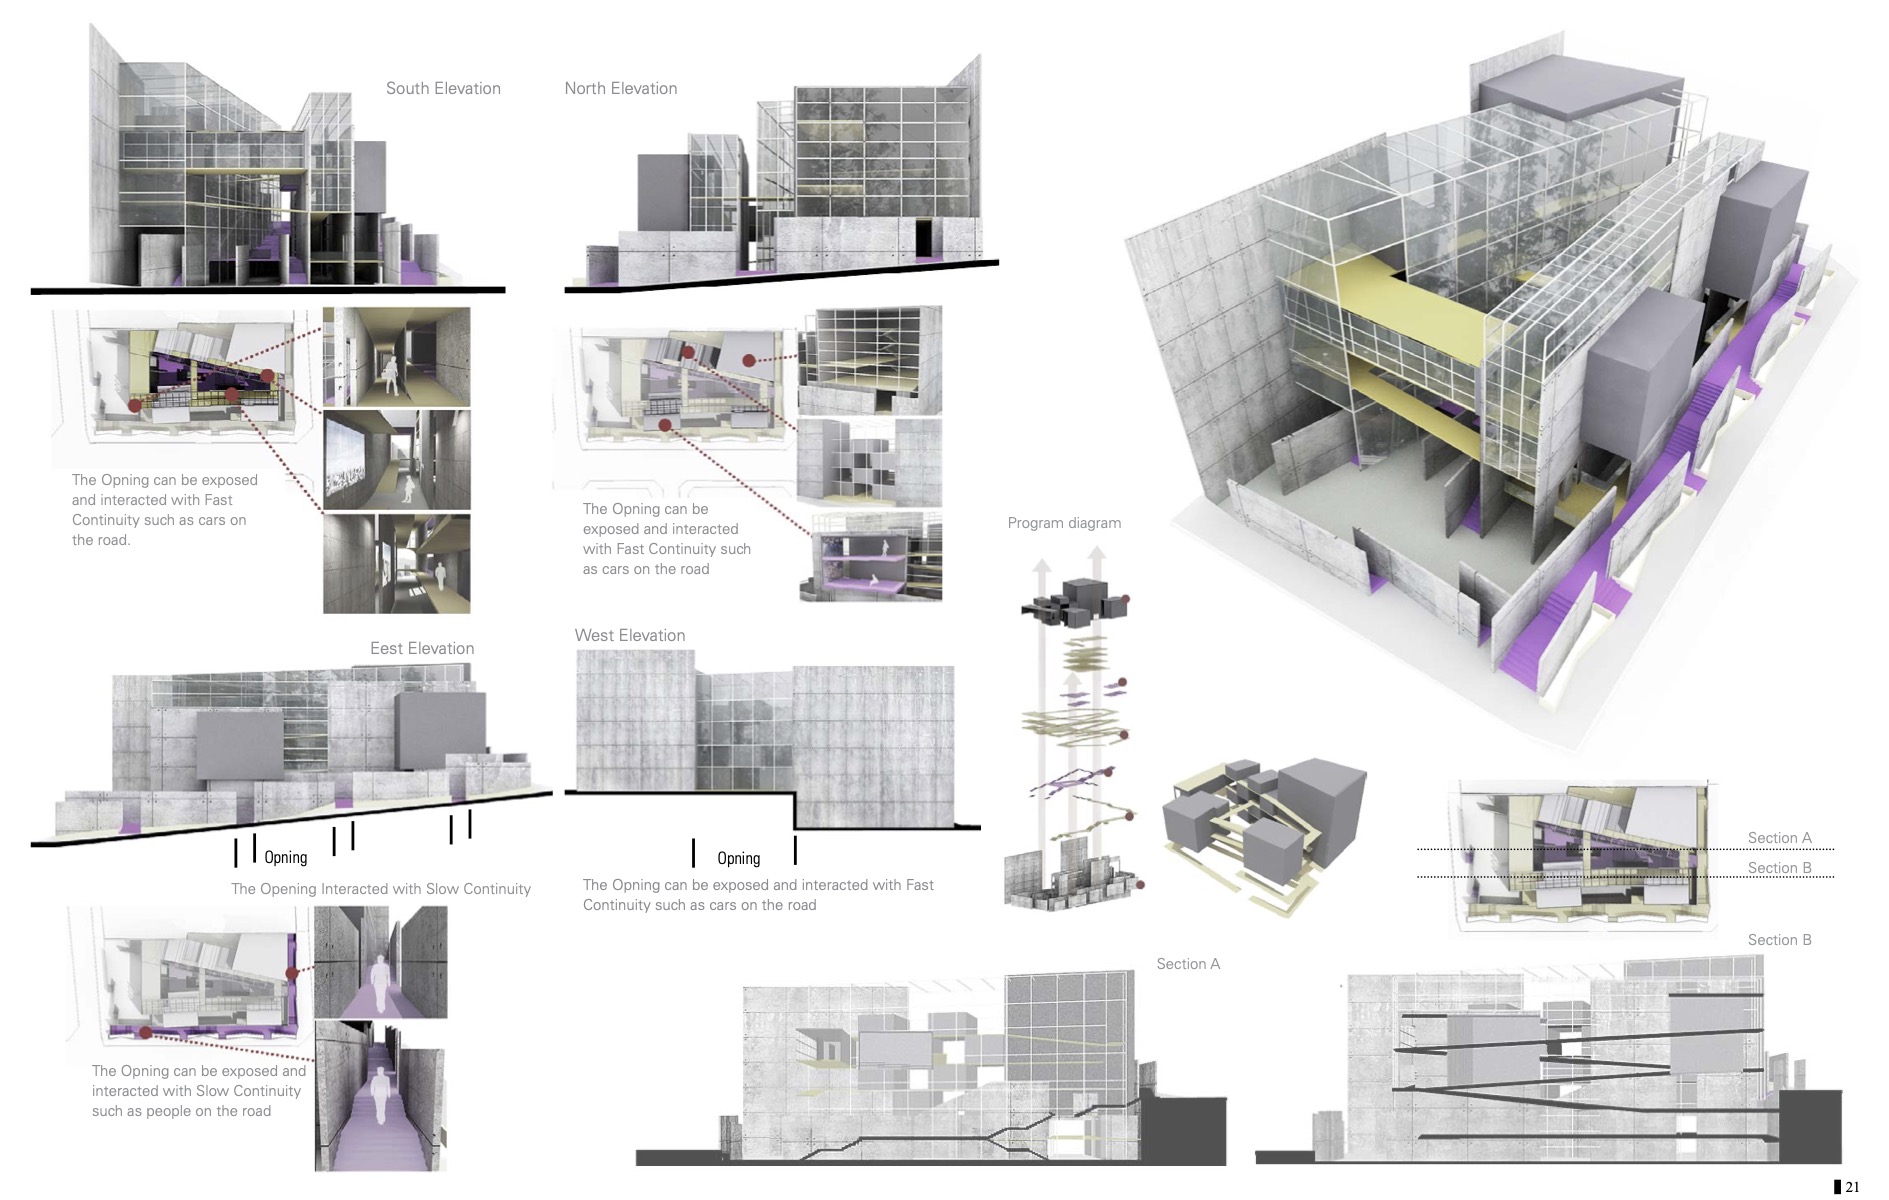 South Elevation
North Elevation
The Opning can be exposed
and interacted with Fast
Continuity such as cars on
the road.
The Opning can be
exposed and interacted
with Fast Continuity such
as cars on the road
Program diagram
Eest Elevation
West Elevation
Opning
The Opening Interacted with Slow Continuity
Opning
The Opning can be exposed and interacted with Fast
Continuity such as cars on the road
The Opning can be exposed and
interacted with Slow Continuity
such as people on the road
Section A
Section B
Section B
Section A
21